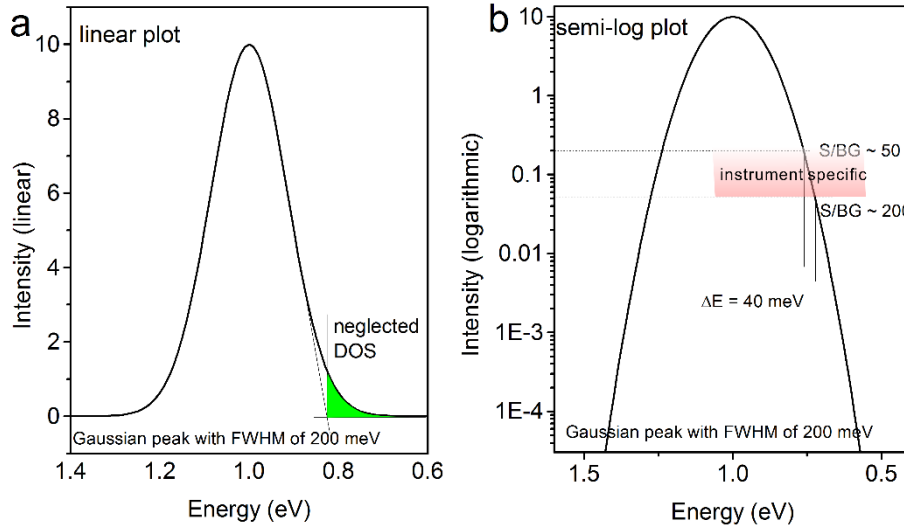 a
linear plot
10
8
6
4
2
0
Intensity (linear)
neglected
DOS
Gaussian peak with FWHM of 200 meV
1.4
1.2
1.0
0.8
0.6
Energy (eV)
b
semi-log plot
10
1
0.1
0.01
1E-3
1E-4
Intensity (logarithmic)
S/BG ~ 50
instrument specific
S/BG ~ 200
ΔE = 40 meV
Gaussian peak with FWHM of 200 meV
1.5
1.0
0.5
Energy (eV)